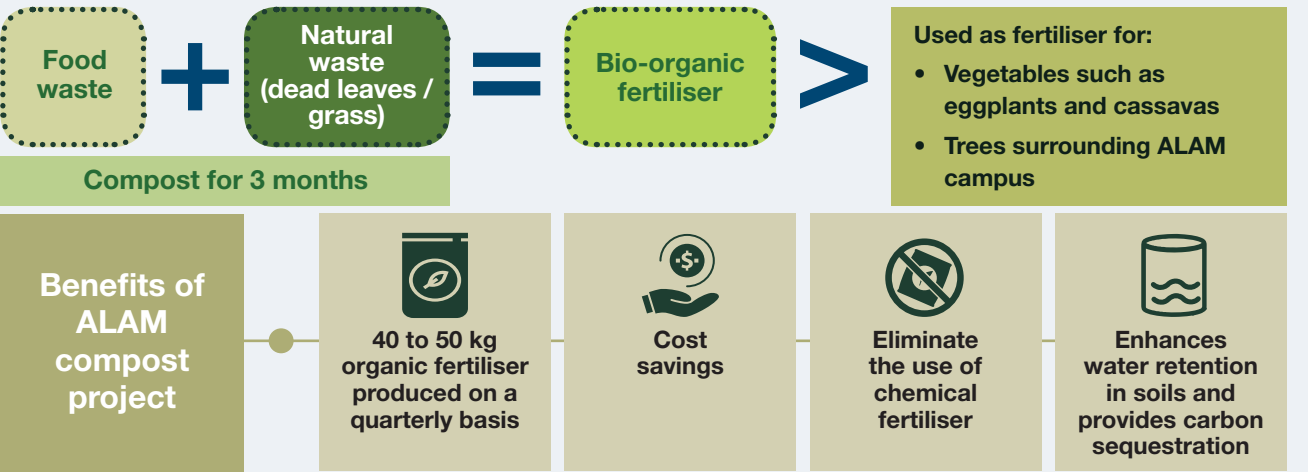 Food
waste
+
Natural
waste
(dead leaves /
grass)
=
Bio-organic
fertiliser
>
Used as fertiliser for:
• Vegetables such as
eggplants and cassavas
• Trees surrounding ALAM
campus
Compost for 3 months
Benefits of
ALAM
compost
project
40 to 50 kg
organic fertiliser
produced on a
quarterly basis
$
Cost
savings
Eliminate
the use of
chemical
fertiliser
Enhances
water retention
in soils and
provides carbon
sequestration